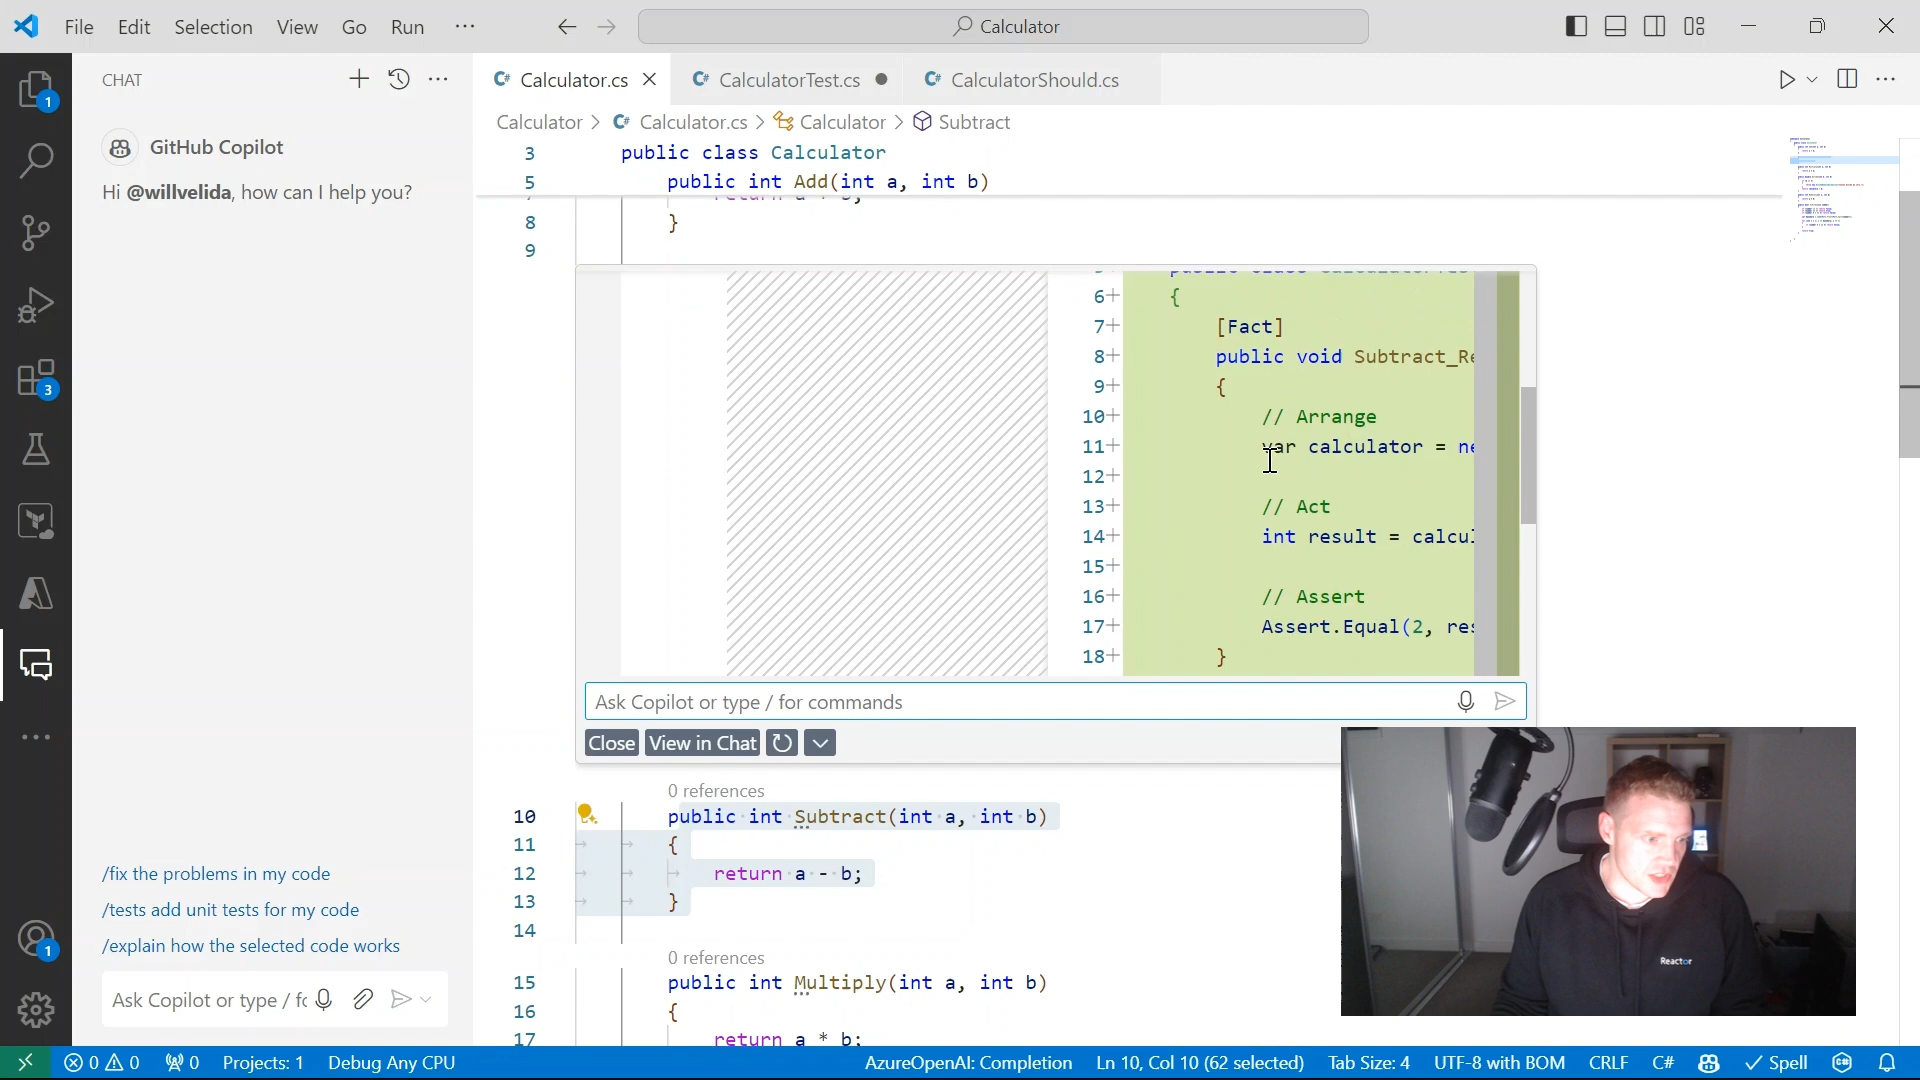 File Edit Selection View Go Run ···
Calculator
CHAT
Calculator.cs
CalculatorTest.cs
CalculatorShould.cs
Calculator > Calculator.cs > Calculator > Subtract
GitHub Copilot
Hi @willvelida, how can I help you?
3 public class Calculator
5 public int Add(int a, int b)
8 }
9
6+ {
7+ [Fact]
8+ public void Subtract_Re
9+ {
10+ // Arrange
11+ var calculator = ne
12+
13+ // Act
14+ int result = calcul
15+
16+ // Assert
17+ Assert.Equal(2, res
18+ }
Ask Copilot or type / for commands
Close View in Chat
0 references
10 public int Subtract(int a, int b)
11 {
12 return a - b;
13 }
14
0 references
15 public int Multiply(int a, int b)
16 {
17 return a * b;
/fix the problems in my code
/tests add unit tests for my code
/explain how the selected code works
Ask Copilot or type / fo
1
3
1
Reactor
0 0 0 Projects: 1 Debug Any CPU
AzureOpenAI: Completion Ln 10, Col 10 (62 selected) Tab Size: 4 UTF-8 with BOM CRLF C# Spell